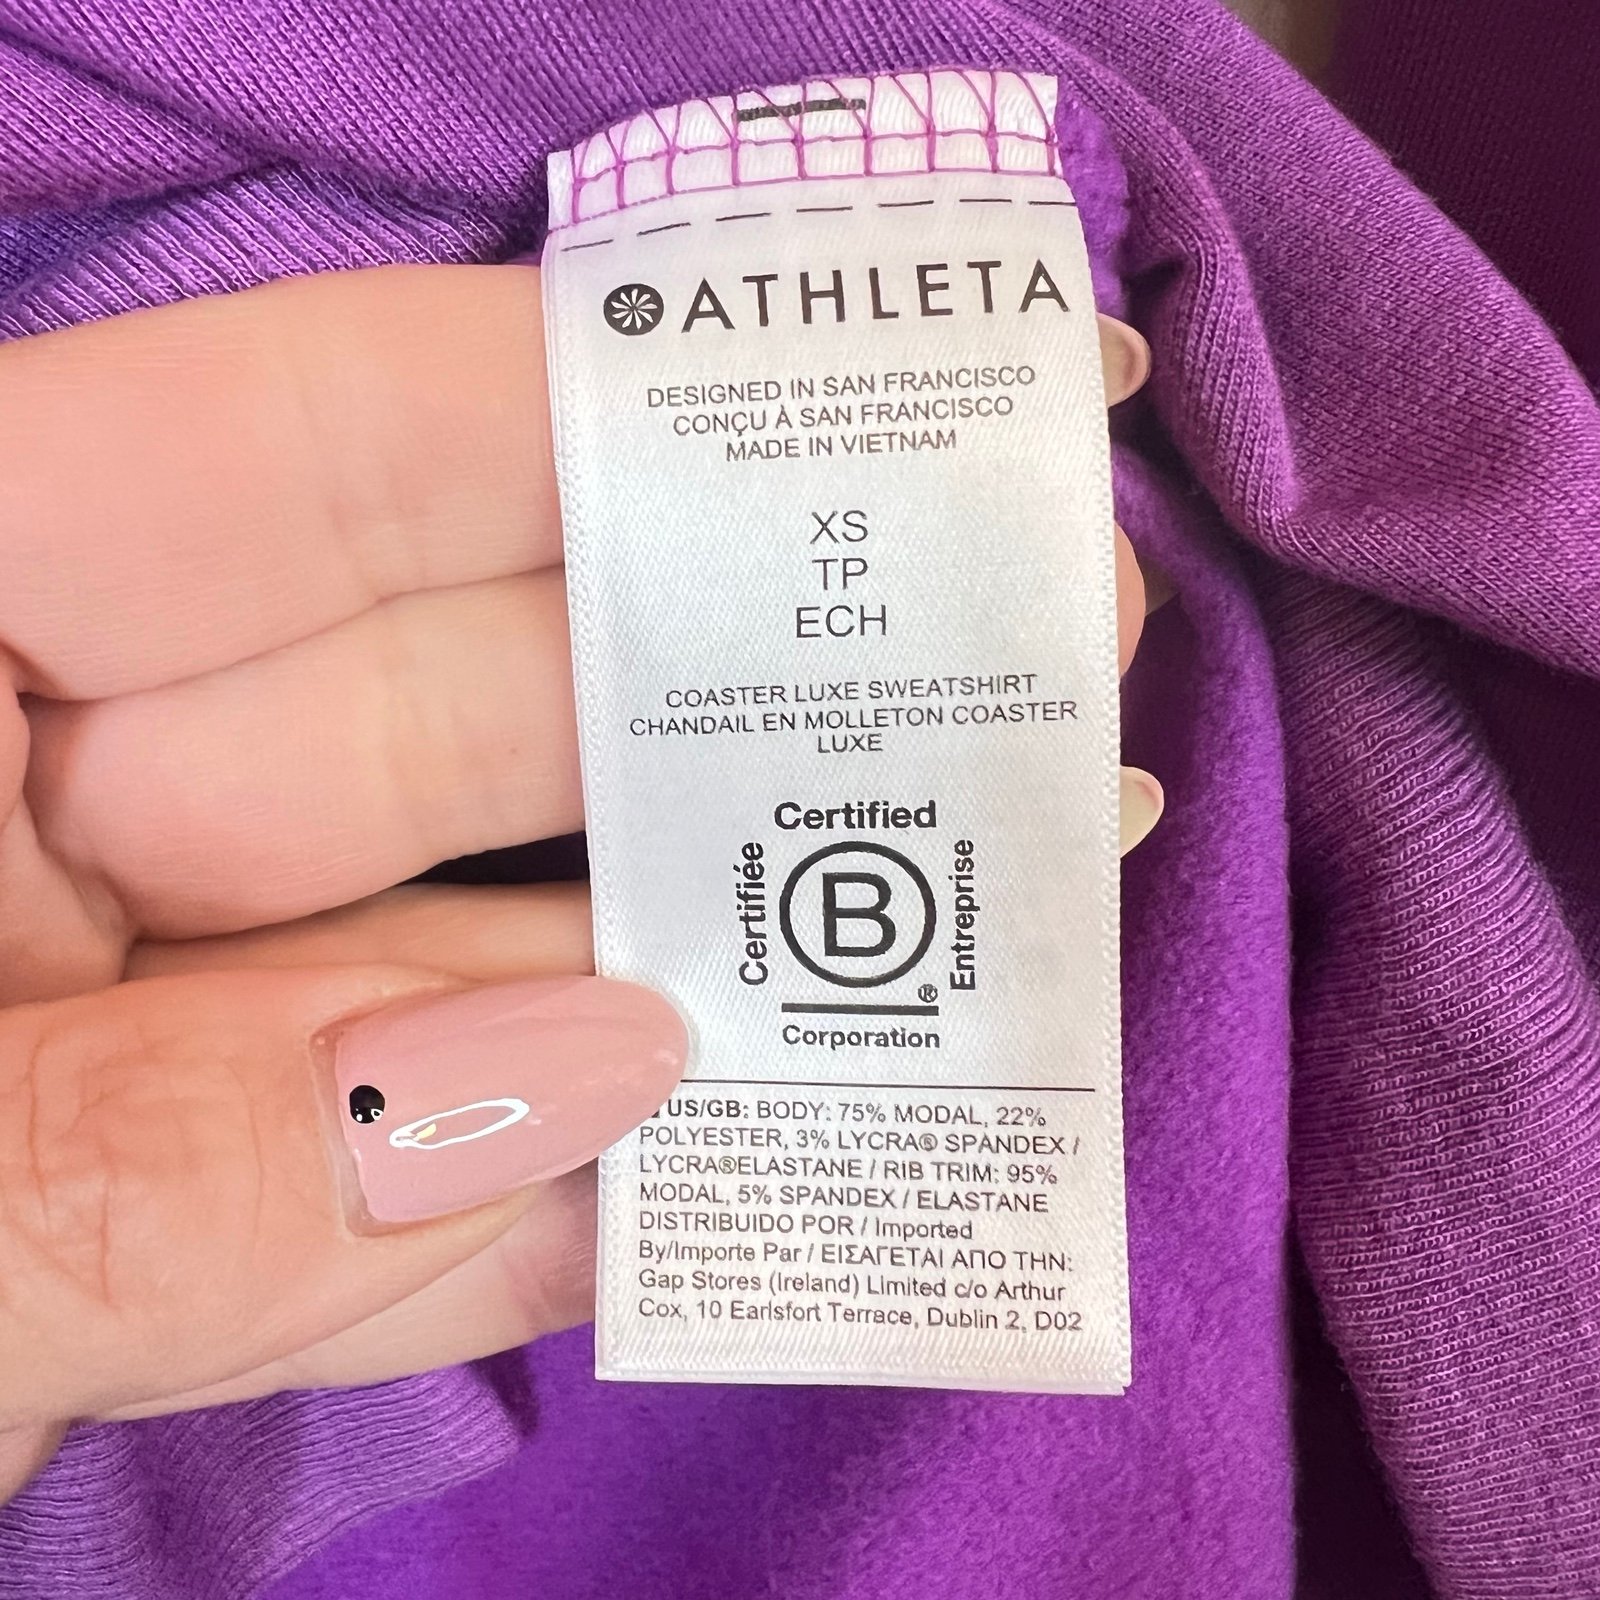 ATHLETA
DESIGNED IN SAN FRANCISCO
CONÇU À SAN FRANCISCO
MADE IN VIETNAM
XS
TP
ECH
COASTER LUXE SWEATSHIRT
CHANDAIL EN MOLLETON COASTER
LUXE
Certified
Certifiée
B
®
Entreprise
Corporation
US/GB: BODY: 75% MODAL, 22%
POLYESTER, 3% LYCRA® SPANDEX /
LYCRA®ELASTANE / RIB TRIM: 95%
MODAL, 5% SPANDEX / ELASTANE
DISTRIBUIDO POR / Imported
By/Importe Par / ΕΙΣΑΓΕΤΑΙ ΑΠΟ ΤΗΝ:
Gap Stores (Ireland) Limited c/o Arthur
Cox, 10 Earlsfort Terrace, Dublin 2, D02